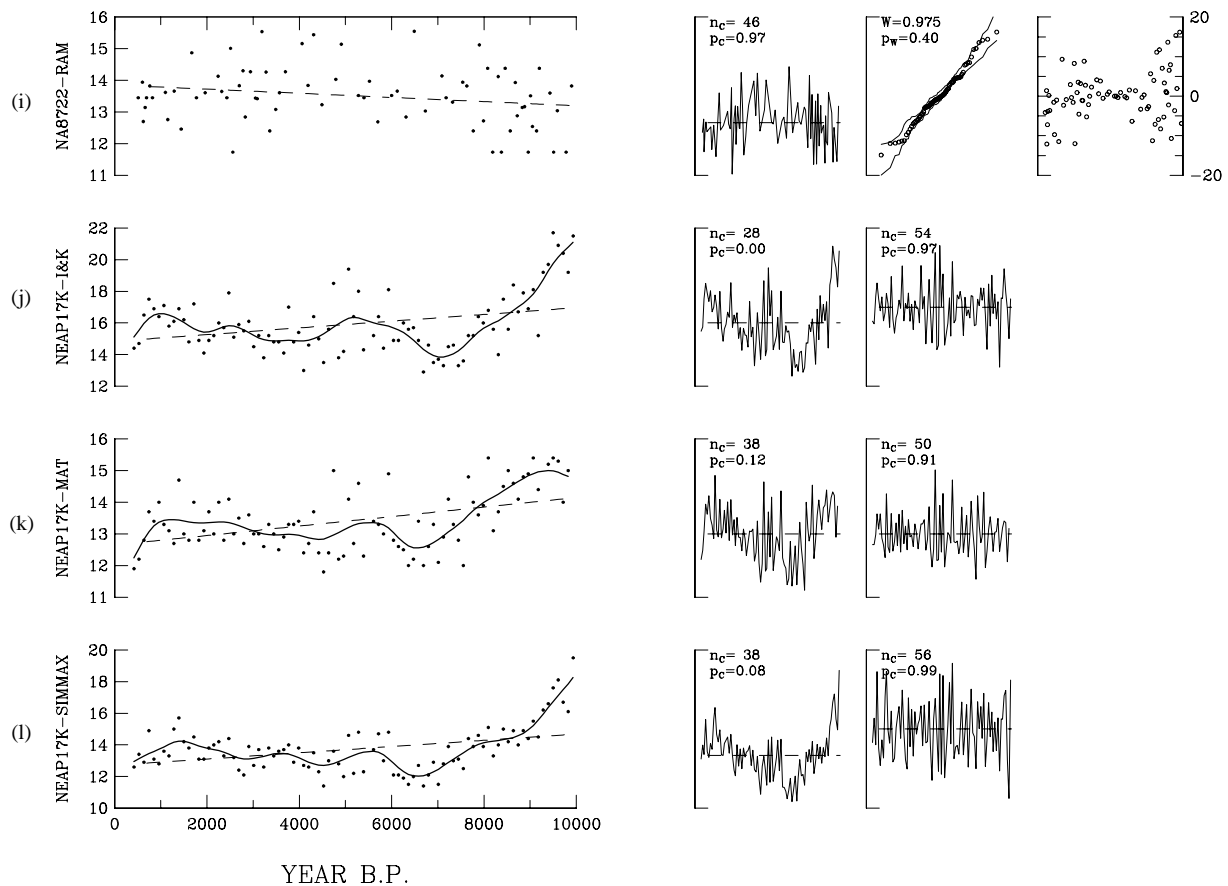 (i)
NA8722-RAM
16
15
14
13
12
11
n_c= 46
p_c=0.97
W=0.975
p_w=0.40
20
0
-20
(j)
NEAP17K-I&K
22
20
18
16
14
12
n_c= 28
p_c=0.00
n_c= 54
p_c=0.97
(k)
NEAP17K-MAT
16
15
14
13
12
11
n_c= 38
p_c=0.12
n_c= 50
p_c=0.91
(l)
NEAP17K-SIMMAX
20
18
16
14
12
10
n_c= 38
p_c=0.08
n_c= 56
p_c=0.99
0 2000 4000 6000 8000 10000
YEAR B.P.